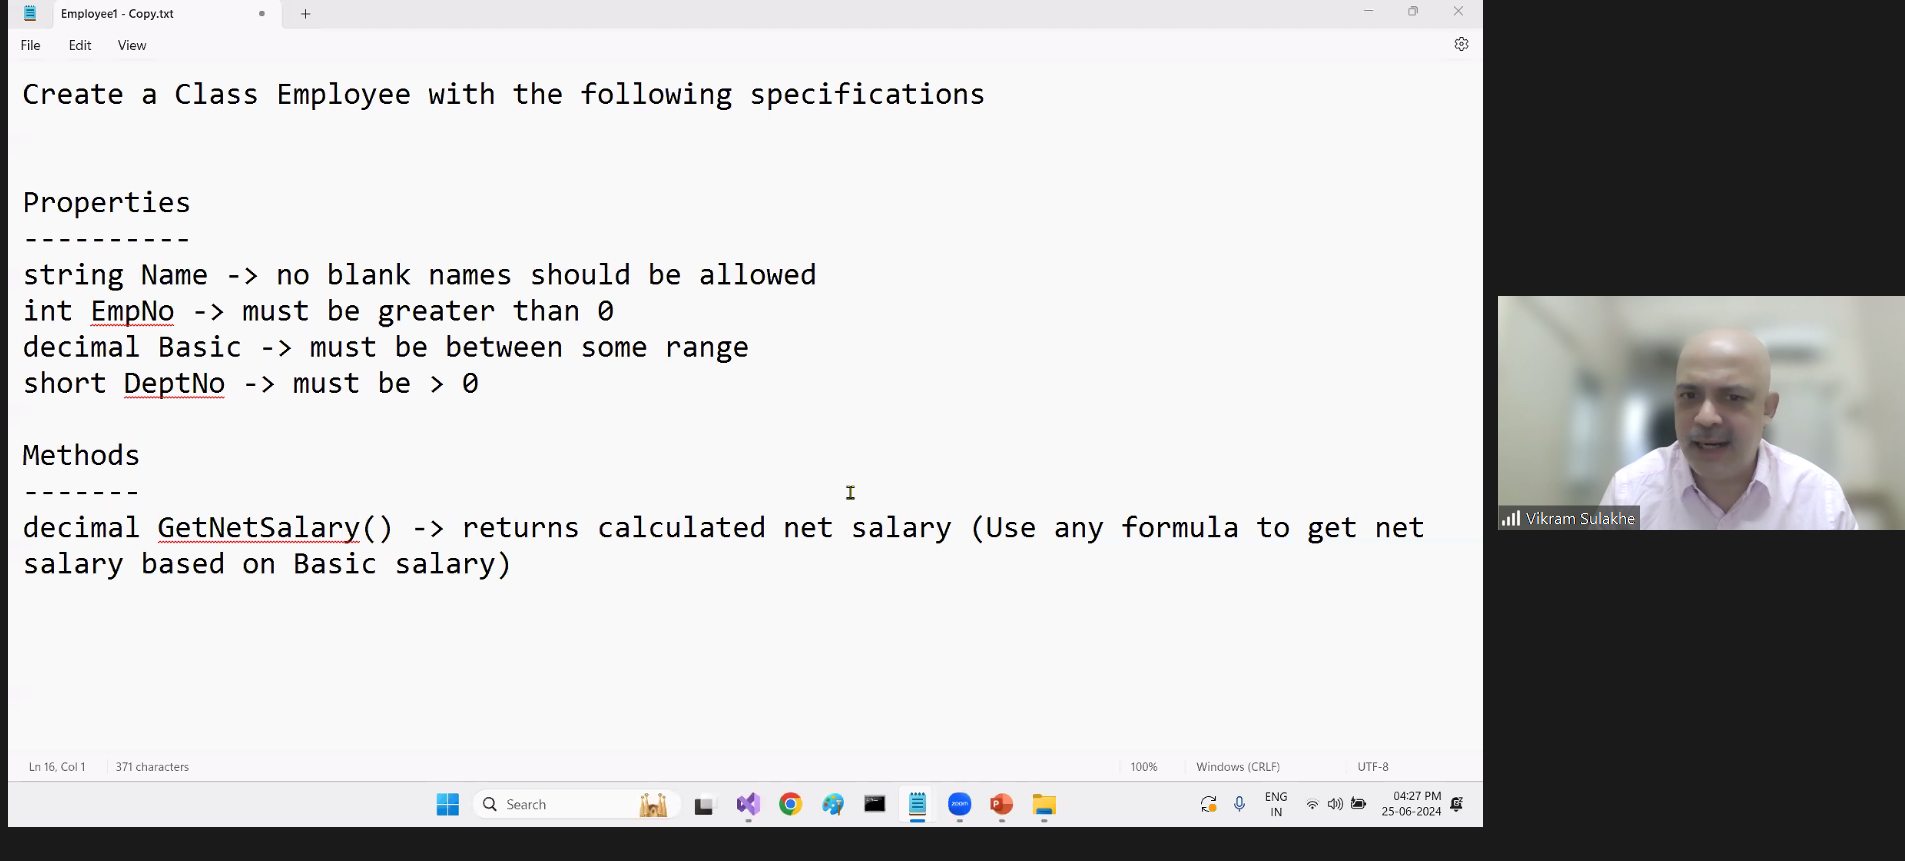 Employee1 - Copy.txt
File Edit View
Create a Class Employee with the following specifications
Properties
----------
string Name -> no blank names should be allowed
int EmpNo -> must be greater than 0
decimal Basic -> must be between some range
short DeptNo -> must be > 0
Methods
-------
decimal GetNetSalary() -> returns calculated net salary (Use any formula to get net
salary based on Basic salary)
Vikram Sulakhe
Ln 16, Col 1 371 characters 100% Windows (CRLF) UTF-8
Search zoom ENG 04:27 PM
IN 25-06-2024